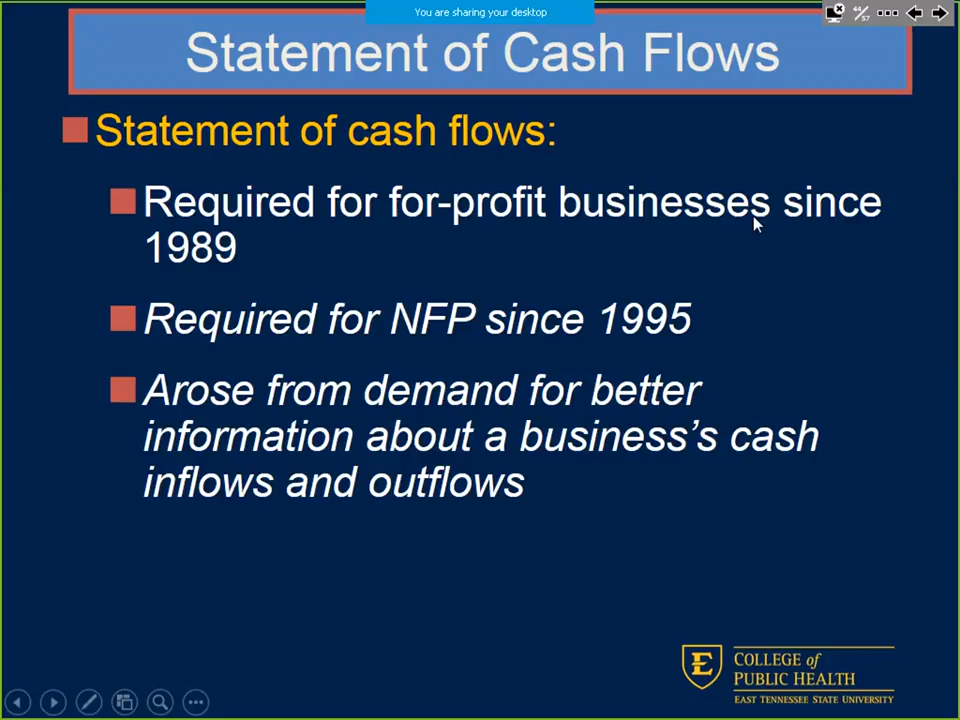 You are sharing your desktop
44/57
Statement of Cash Flows
Statement of cash flows:
Required for for-profit businesses since
1989
Required for NFP since 1995
Arose from demand for better
information about a business’s cash
inflows and outflows
E
COLLEGE of
PUBLIC HEALTH
EAST TENNESSEE STATE UNIVERSITY